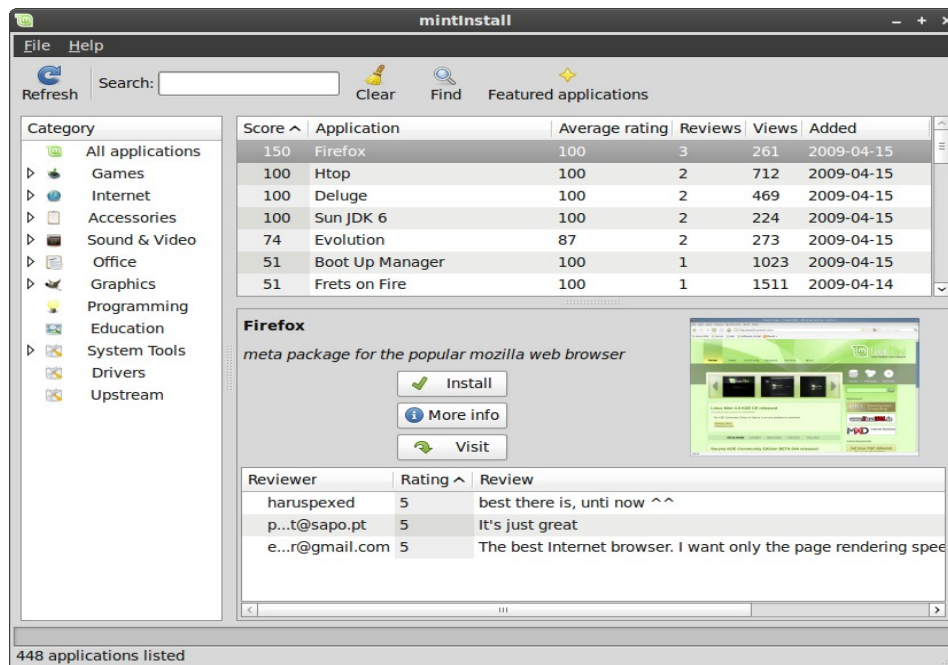 mintInstall
File Help
Refresh Search: Clear Find Featured applications
Category
All applications
Games
Internet
Accessories
Sound & Video
Office
Graphics
Programming
Education
System Tools
Drivers
Upstream
Score Application Average rating Reviews Views Added
150 Firefox 100 3 261 2009-04-15
100 Htop 100 2 712 2009-04-15
100 Deluge 100 2 469 2009-04-15
100 Sun JDK 6 100 2 224 2009-04-15
74 Evolution 87 2 273 2009-04-15
51 Boot Up Manager 100 1 1023 2009-04-15
51 Frets on Fire 100 1 1511 2009-04-14
Firefox
meta package for the popular mozilla web browser
Install
More info
Visit
Reviewer Rating Review
haruspexed 5 best there is, unti now ^^
p...t@sapo.pt 5 It's just great
e...r@gmail.com 5 The best Internet browser. I want only the page rendering spee
448 applications listed